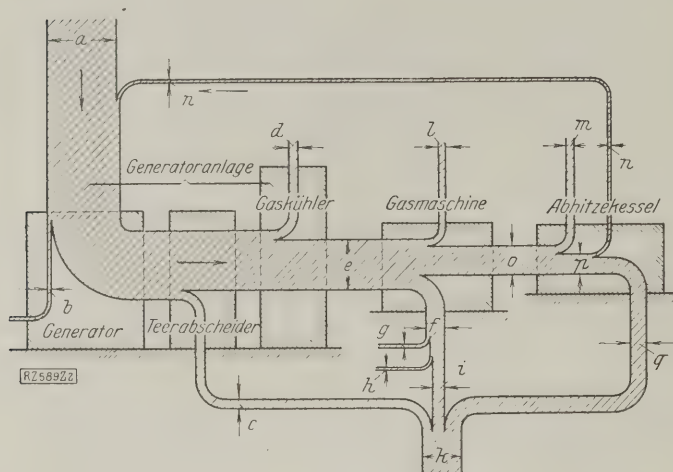 a
n
d
l
m
n
Generatoranlage
Gaskühler
Gasmaschine
Abhitzekessel
e
o
p
b
Generator
Teerabscheider
g
f
h
i
q
c
k
RZ589Z2